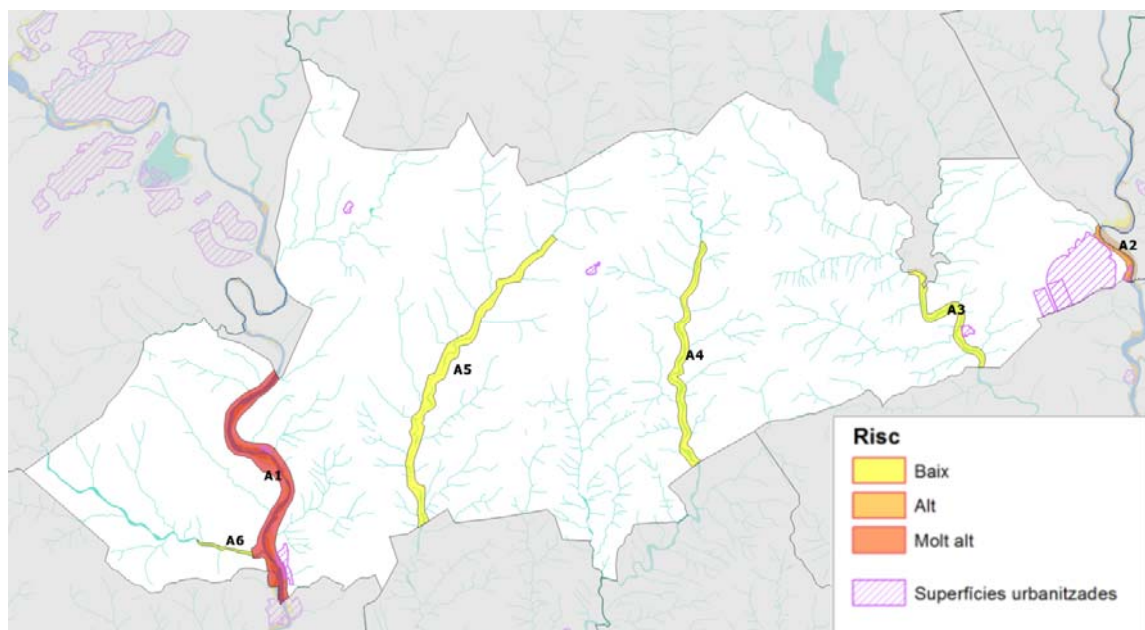 A2
A3
A4
A5
A1
A6
Risc
Baix
Alt
Molt alt
Superfícies urbanitzades